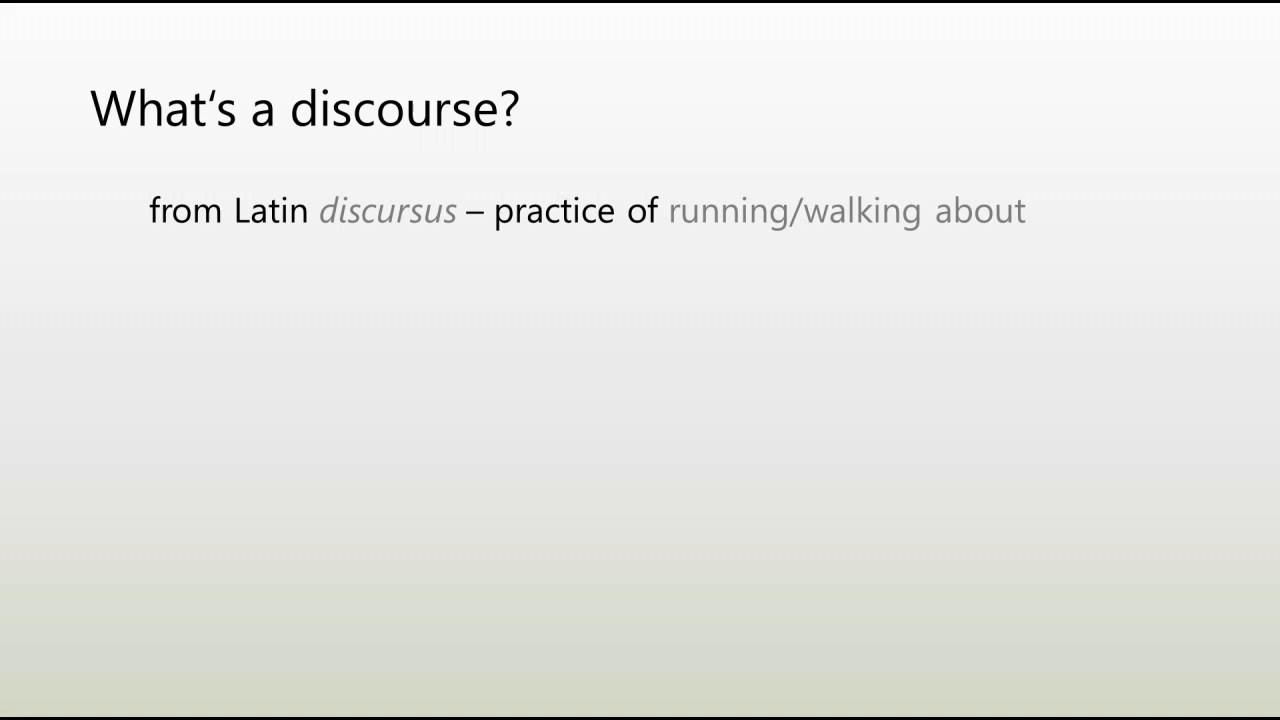 What‘s a discourse?
from Latin discursus – practice of running/walking about